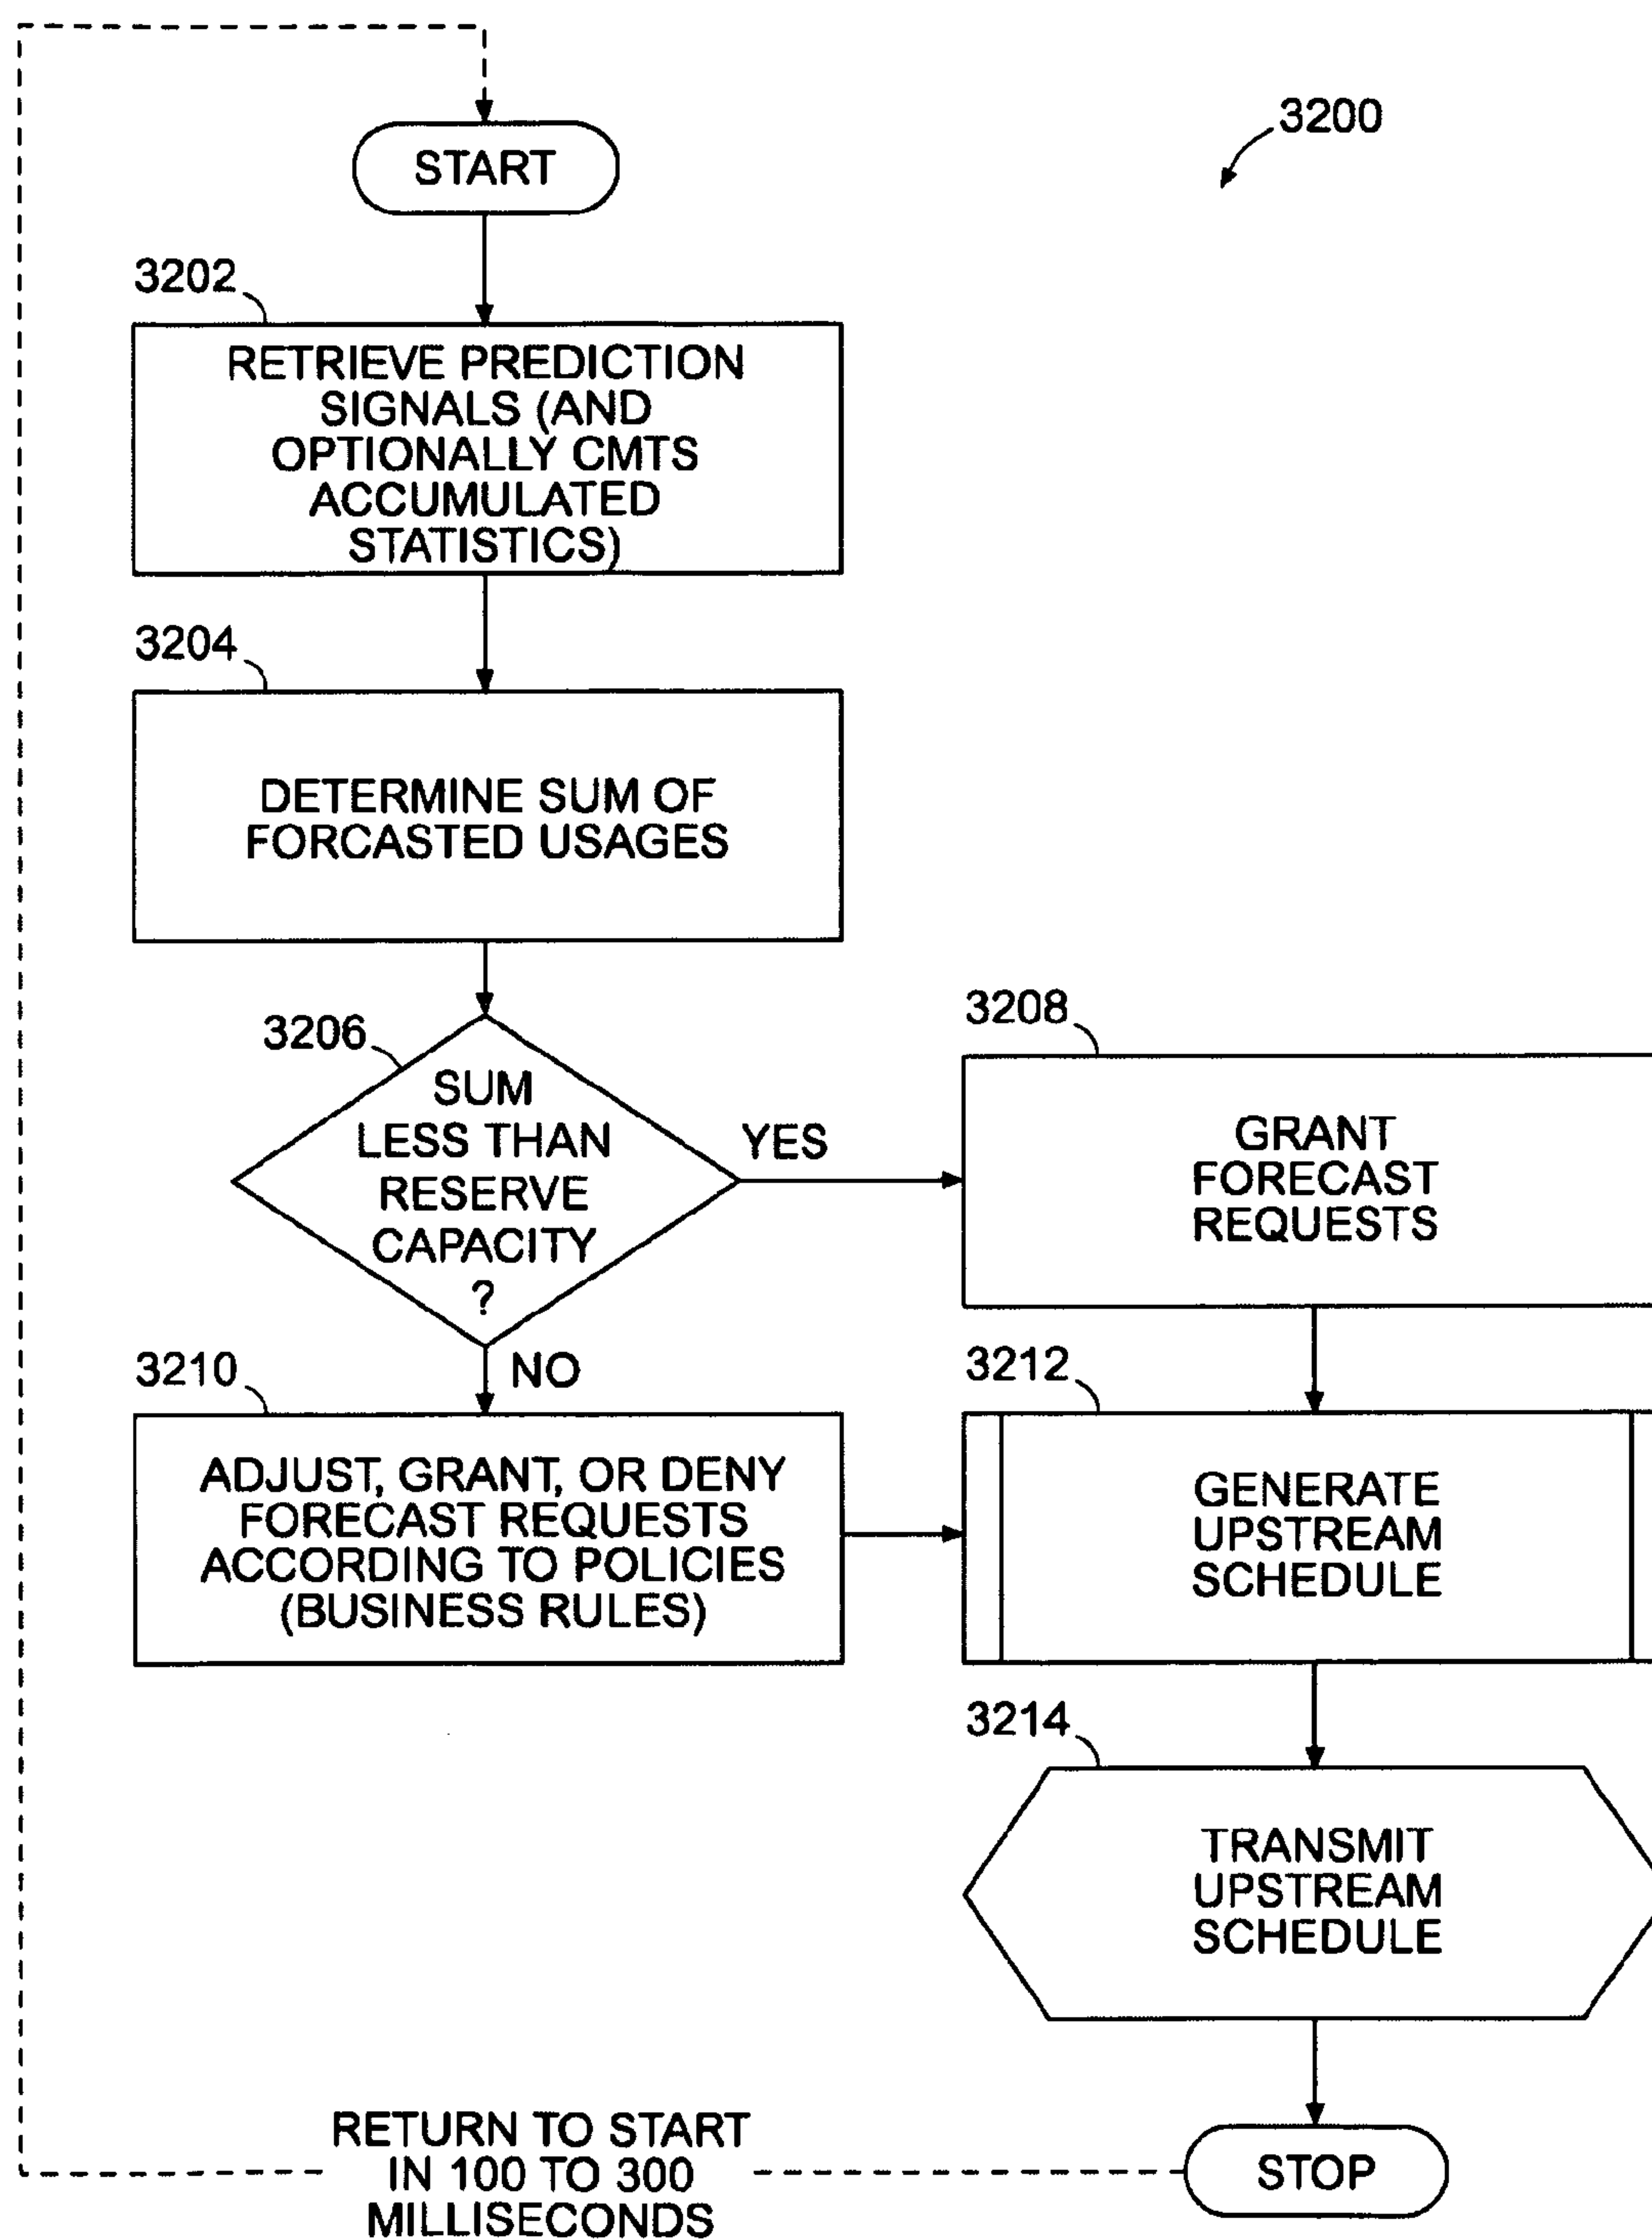 3200
START
3202
RETRIEVE PREDICTION
SIGNALS (AND
OPTIONALLY CMTS
ACCUMULATED
STATISTICS)
3204
DETERMINE SUM OF
FORCASTED USAGES
3206
SUM
LESS THAN
RESERVE
CAPACITY
?
YES
NO
3208
GRANT
FORECAST
REQUESTS
3210
ADJUST, GRANT, OR DENY
FORECAST REQUESTS
ACCORDING TO POLICIES
(BUSINESS RULES)
3212
GENERATE
UPSTREAM
SCHEDULE
3214
TRANSMIT
UPSTREAM
SCHEDULE
STOP
RETURN TO START
IN 100 TO 300
MILLISECONDS